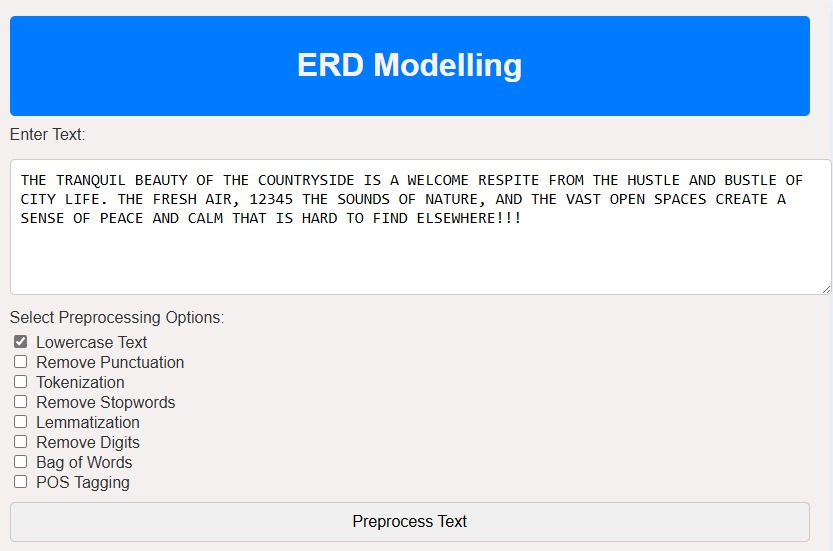 ERD Modelling
Enter Text:
THE TRANQUIL BEAUTY OF THE COUNTRYSIDE IS A WELCOME RESPITE FROM THE HUSTLE AND BUSTLE OF
CITY LIFE. THE FRESH AIR, 12345 THE SOUNDS OF NATURE, AND THE VAST OPEN SPACES CREATE A
SENSE OF PEACE AND CALM THAT IS HARD TO FIND ELSEWHERE!!!
Select Preprocessing Options:
Lowercase Text
Remove Punctuation
Tokenization
Remove Stopwords
Lemmatization
Remove Digits
Bag of Words
POS Tagging
Preprocess Text